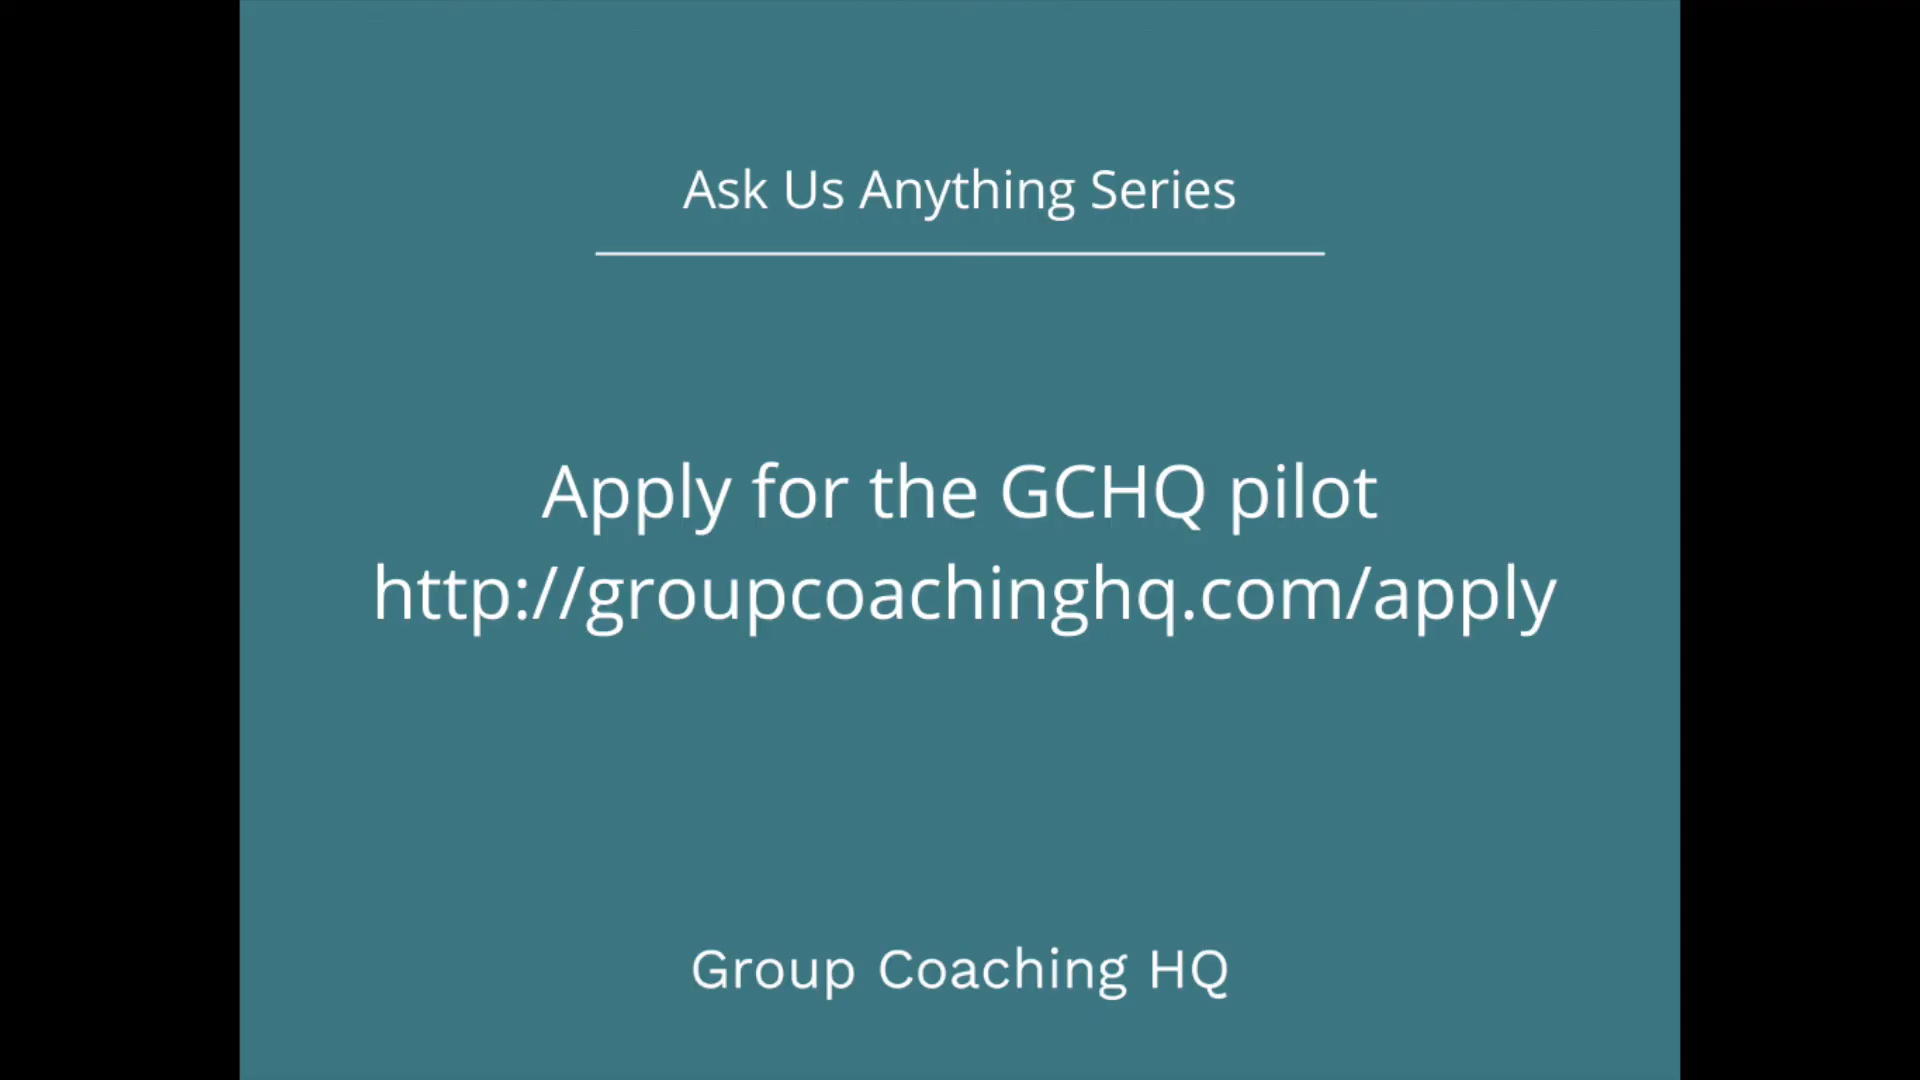 Ask Us Anything Series
Apply for the GCHQ pilot
http://groupcoachinghq.com/apply
Group Coaching HQ